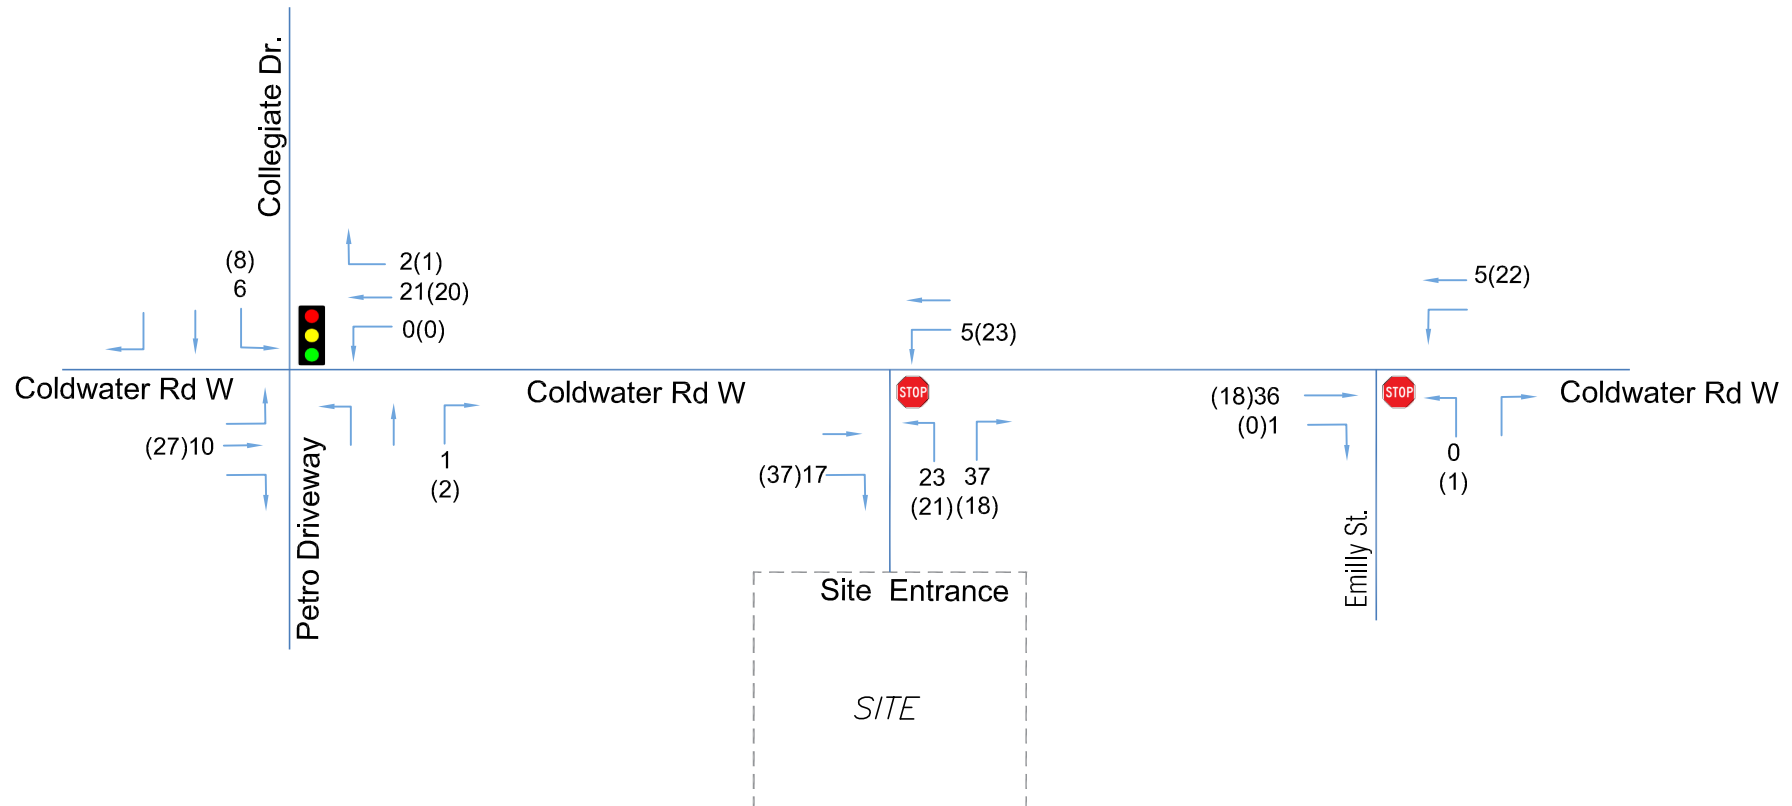 Collegiate Dr.
(8)
6
2(1)
21(20)
0(0)
5(23)
5(22)
Coldwater Rd W
Coldwater Rd W
STOP
STOP
Coldwater Rd W
(27)10
1
(2)
Petro Driveway
(37)17
23
(21)
37
(18)
(18)36
(0)1
0
(1)
Emilly St.
Site Entrance
SITE